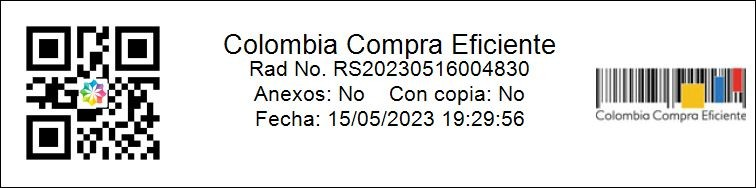 Colombia Compra Eficiente
Rad No. RS20230516004830
Anexos: No    Con copia: No
Fecha: 15/05/2023 19:29:56
Colombia Compra Eficiente